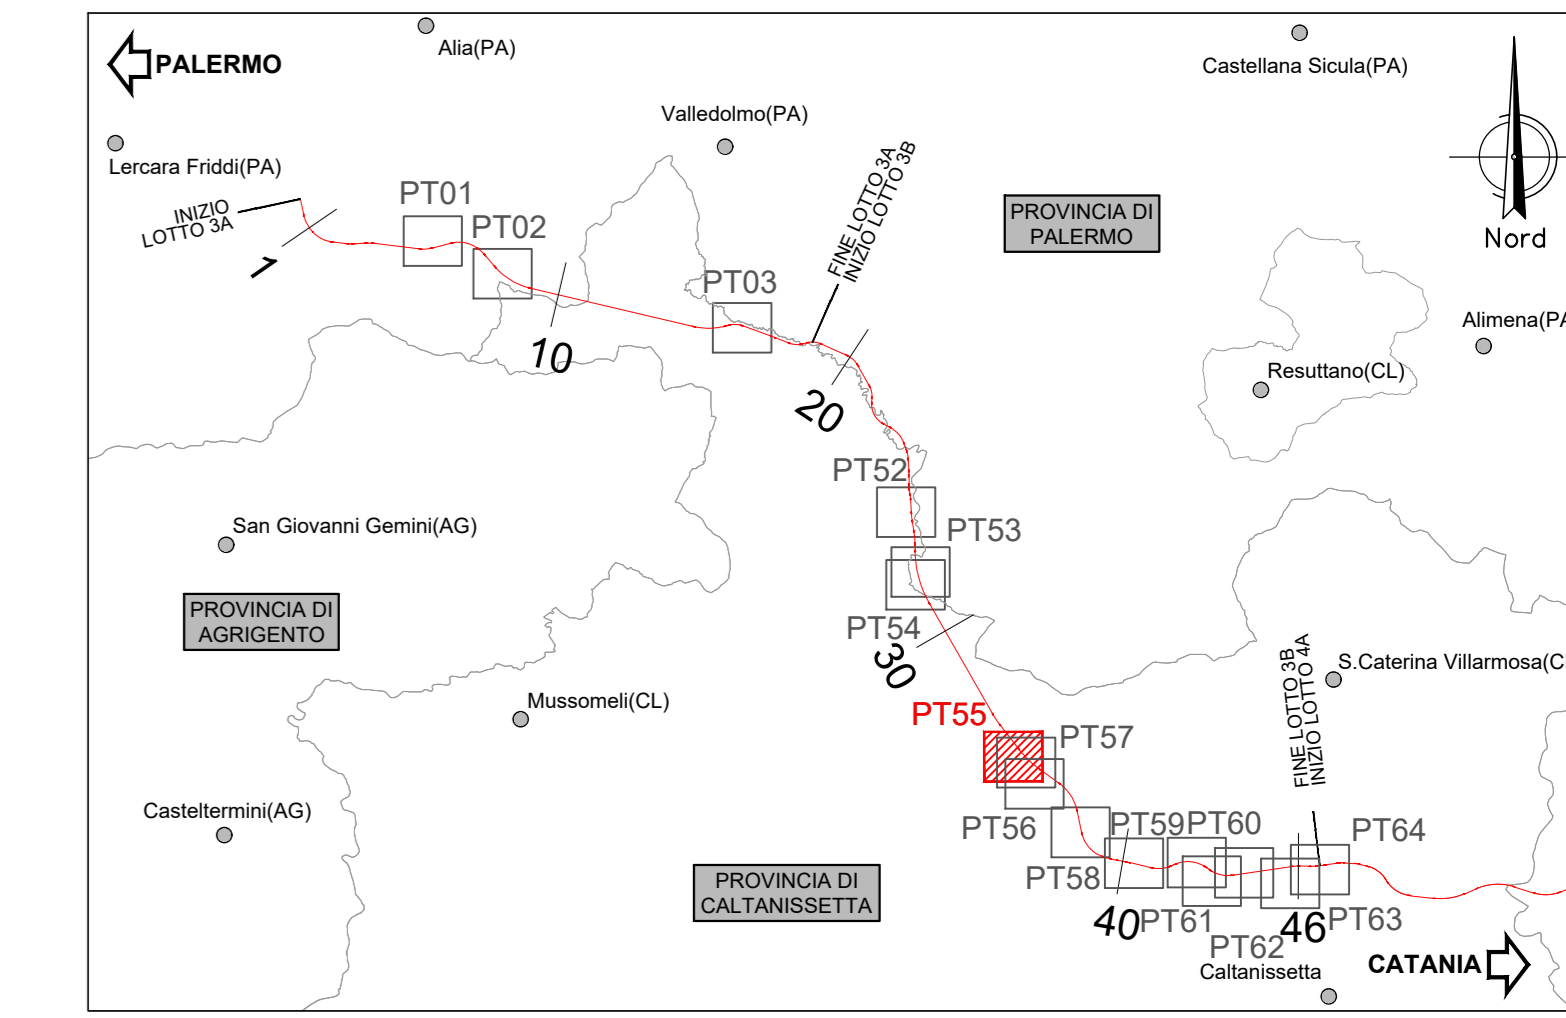 Alia(PA)
PALERMO
Castellana Sicula(PA)
Valledolmo(PA)
Lercara Friddi(PA)
INIZIO
LOTTO 3A
1
PT01
PT02
10
PT03
FINE LOTTO 3A
INIZIO LOTTO 3B
20
PROVINCIA DI
PALERMO
Nord
Alimena(PA
Resuttano(CL)
PT52
PT53
San Giovanni Gemini(AG)
PROVINCIA DI
AGRIGENTO
PT54
30
FINE LOTTO 3B
INIZIO LOTTO 4A
S.Caterina Villarmosa(C
Mussomeli(CL)
PT55
PT57
Casteltermini(AG)
PT56
PT59
PT60
PT64
PT58
PROVINCIA DI
CALTANISSETTA
40
PT61
PT62
46
PT63
Caltanissetta
CATANIA